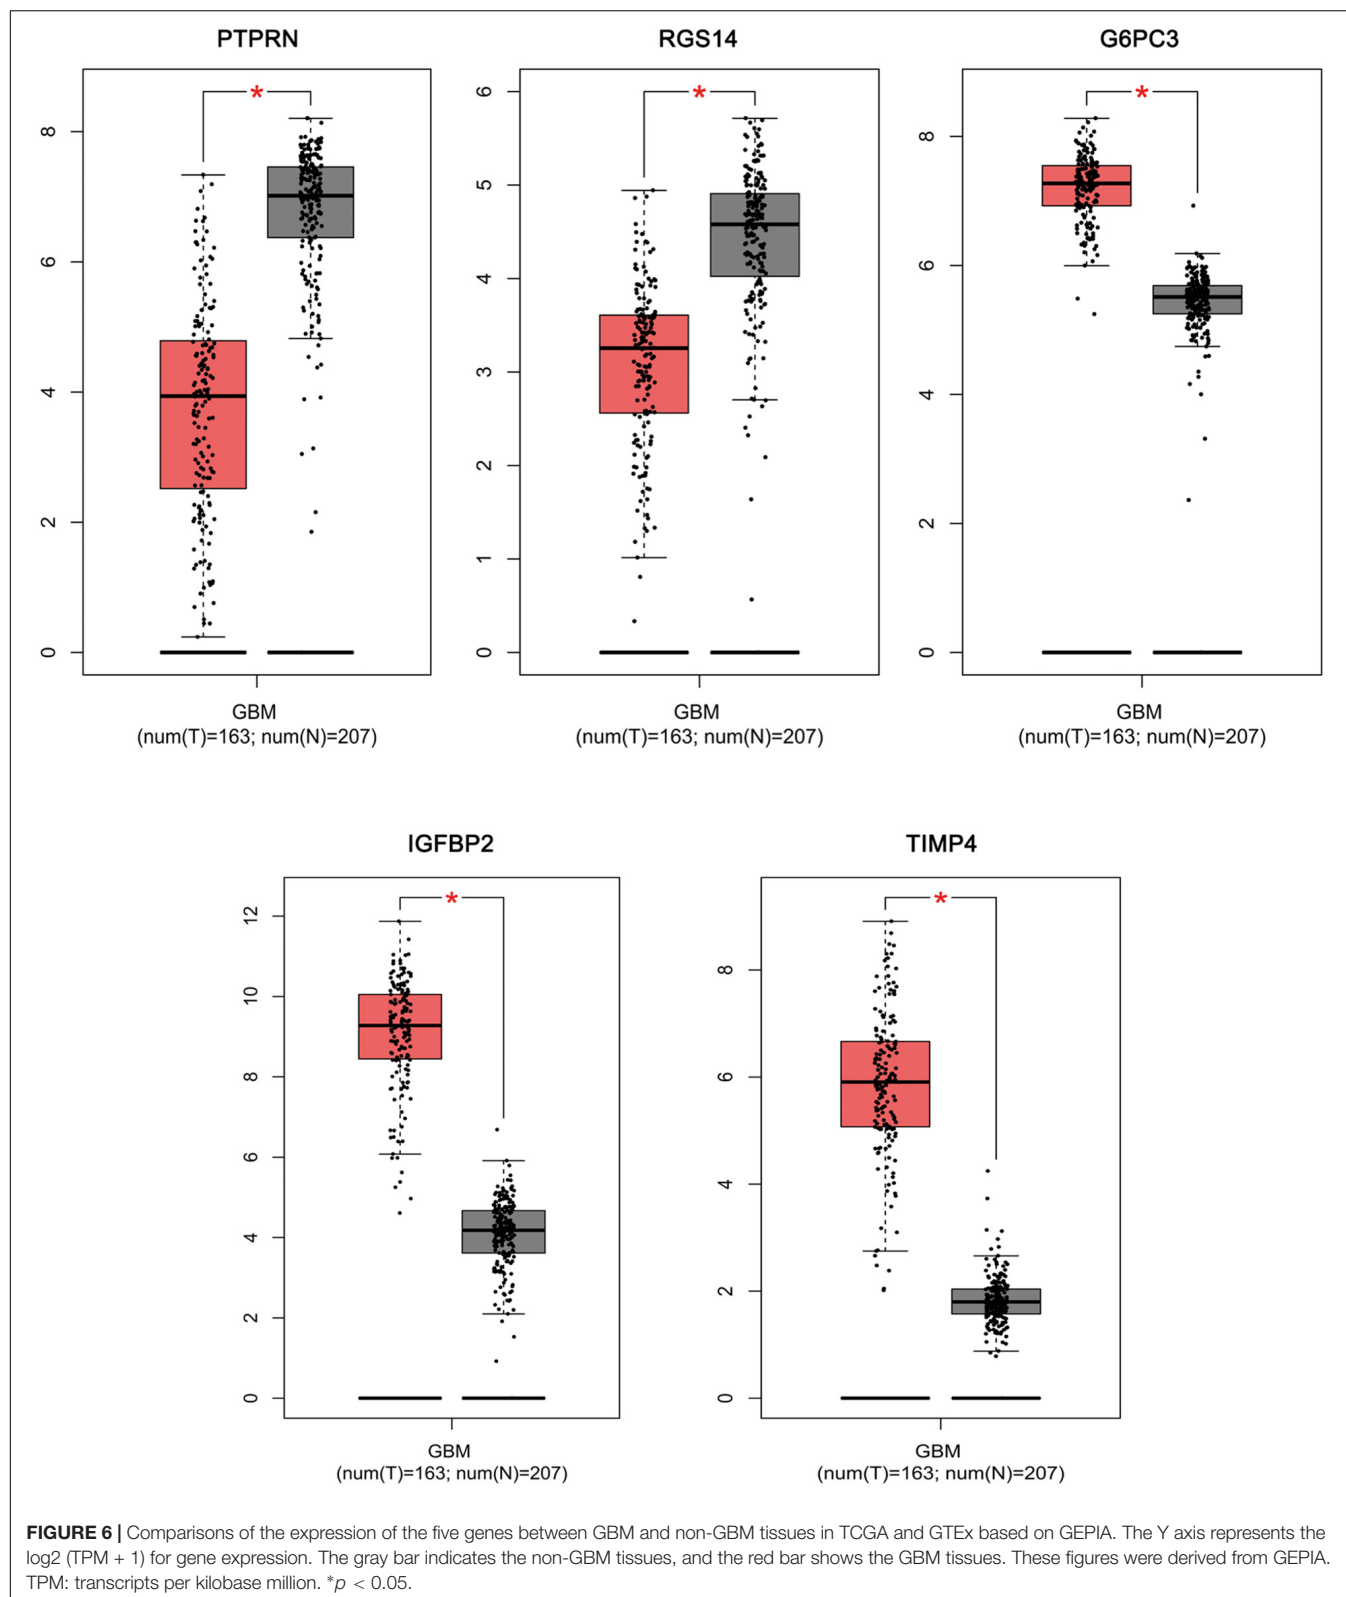 PTPRN
RGS14
G6PC3
0 2 4 6 8
0 1 2 3 4 5 6
0 2 4 6 8
*
*
*
GBM
(num(T)=163; num(N)=207)
GBM
(num(T)=163; num(N)=207)
GBM
(num(T)=163; num(N)=207)
IGFBP2
TIMP4
0 2 4 6 8 10 12
0 2 4 6 8
*
*
GBM
(num(T)=163; num(N)=207)
GBM
(num(T)=163; num(N)=207)
FIGURE 6 | Comparisons of the expression of the five genes between GBM and non-GBM tissues in TCGA and GTEx based on GEPIA. The Y axis represents the
log2 (TPM + 1) for gene expression. The gray bar indicates the non-GBM tissues, and the red bar shows the GBM tissues. These figures were derived from GEPIA.
TPM: transcripts per kilobase million. *p < 0.05.